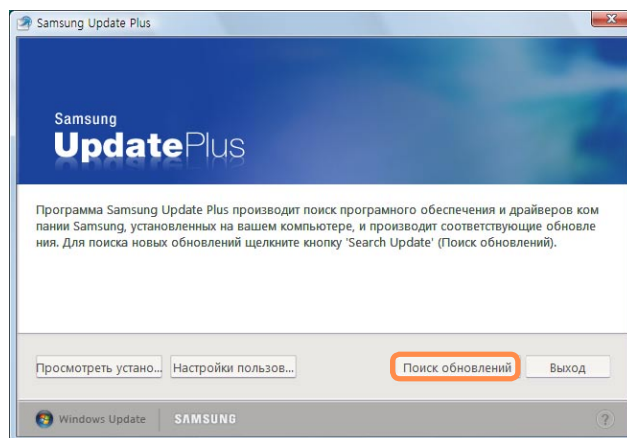 Samsung Update Plus
Samsung
UpdatePlus
Программа Samsung Update Plus производит поиск програмного обеспечения и драйверов ком
пании Samsung, установленных на вашем компьютере, и производит соответствующие обновле
ния. Для поиска новых обновлений щелкните кнопку 'Search Update' (Поиск обновлений).
Просмотреть устано... Настройки пользов... Поиск обновлений Выход
Windows Update SAMSUNG ?